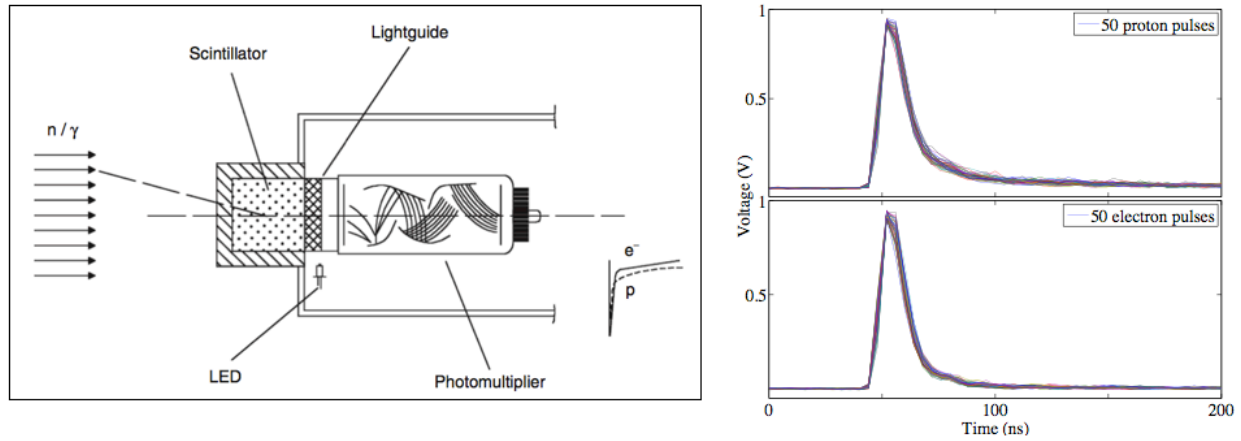 Lightguide
Scintillator
n / γ
e⁻
p
LED
Photomultiplier
1
50 proton pulses
0.5
Voltage (V)
1
50 electron pulses
0.5
0
100
200
Time (ns)